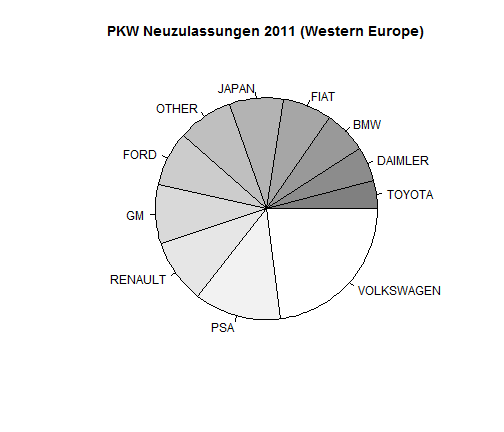 PKW Neuzulassungen 2011 (Western Europe)
JAPAN
FIAT
OTHER
BMW
FORD
DAIMLER
TOYOTA
GM
RENAULT
VOLKSWAGEN
PSA